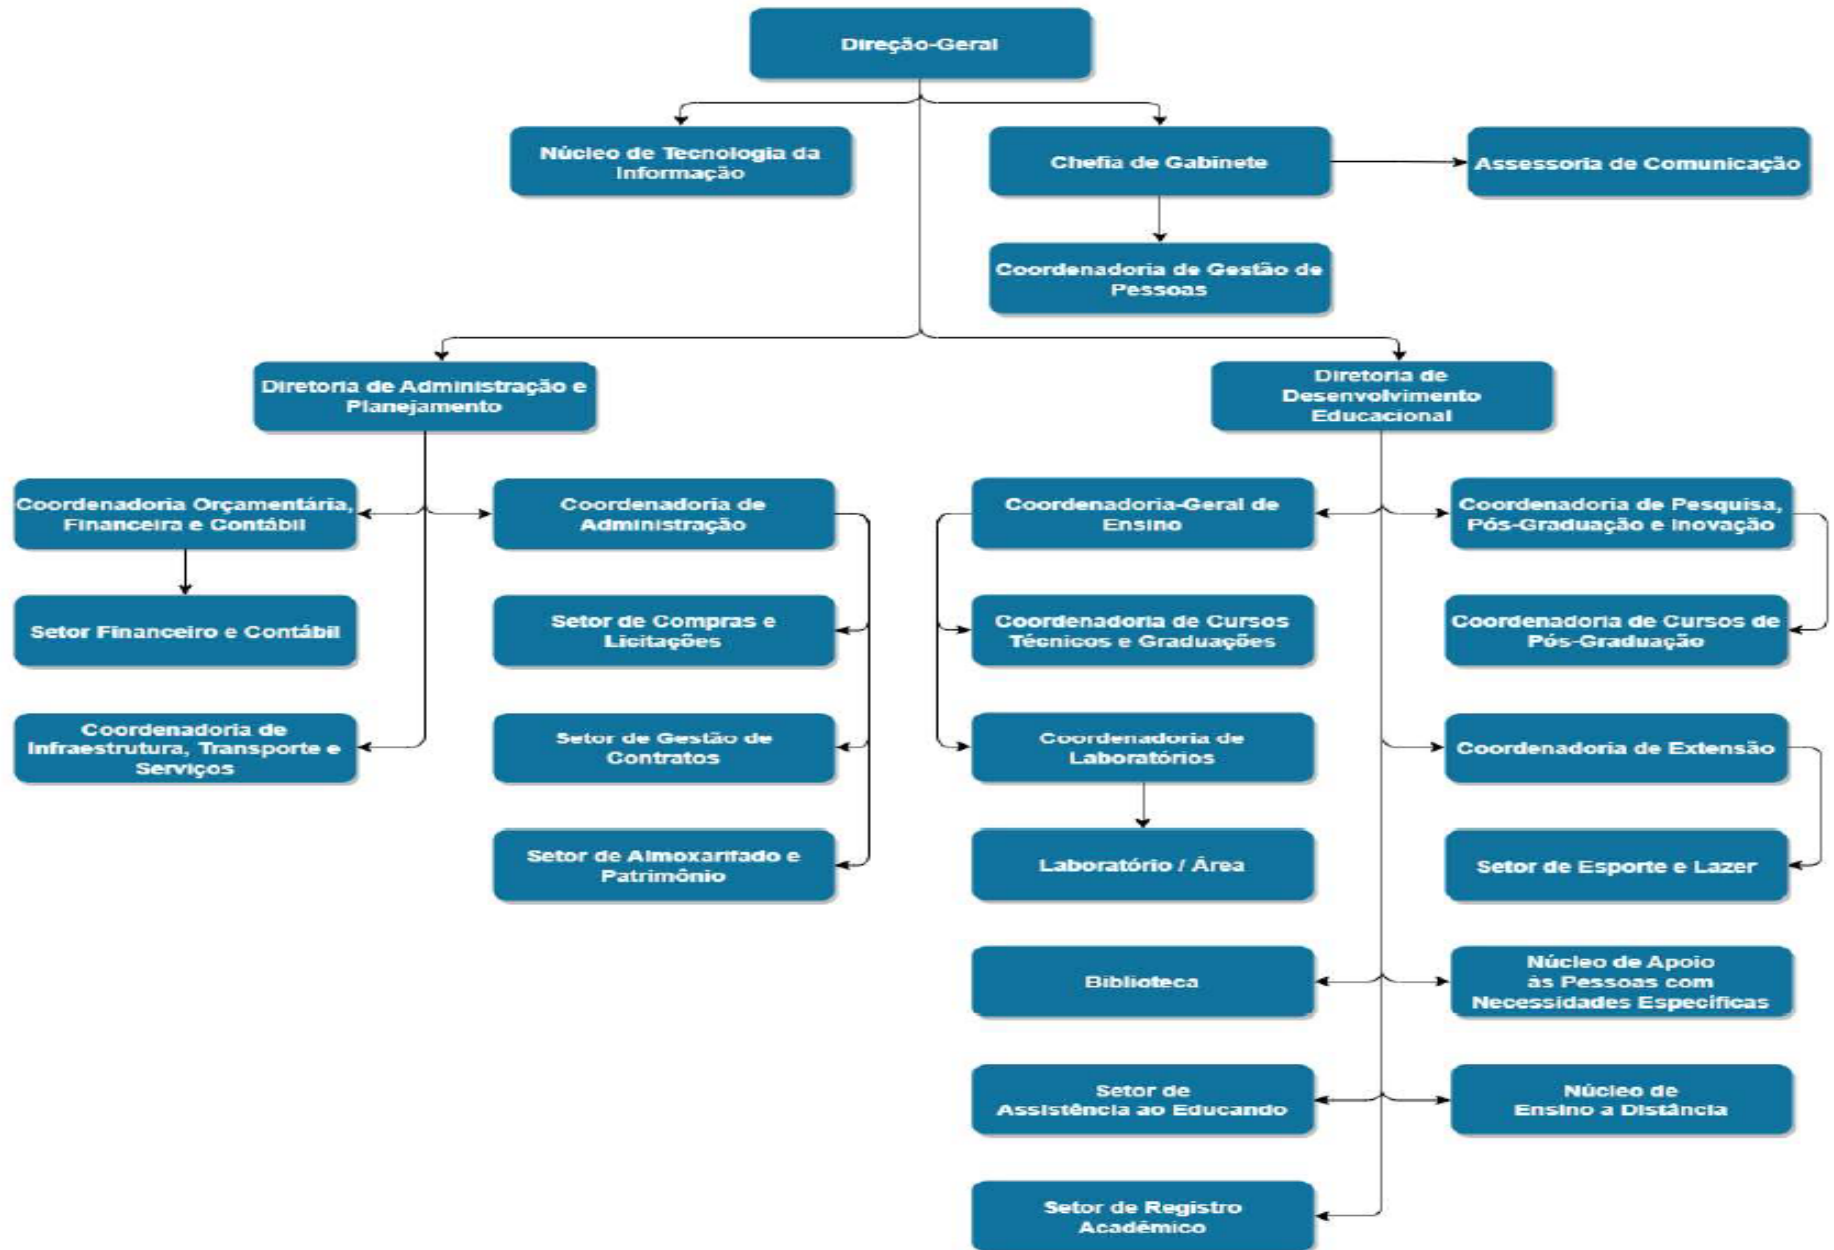 Direção-Geral
Núcleo de Tecnologia da
Informação
Chefia de Gabinete
Assessoria de Comunicação
Coordenadoria de Gestão de
Pessoas
Diretoria de Administração e
Planejamento
Diretoria de
Desenvolvimento
Educacional
Coordenadoria Orçamentária,
Financeira e Contábil
Coordenadoria de
Administração
Coordenadoria-Geral de
Ensino
Coordenadoria de Pesquisa,
Pós-Graduação e Inovação
Setor Financeiro e Contábil
Setor de Compras e
Licitações
Coordenadoria de Cursos
Técnicos e Graduações
Coordenadoria de Cursos de
Pós-Graduação
Coordenadoria de
Infraestrutura, Transporte e
Serviços
Setor de Gestão de
Contratos
Coordenadoria de
Laboratórios
Coordenadoria de Extensão
Setor de Almoxarifado e
Patrimônio
Laboratório / Área
Setor de Esporte e Lazer
Biblioteca
Núcleo de Apoio
às Pessoas com
Necessidades Específicas
Setor de
Assistência ao Educando
Núcleo de
Ensino a Distância
Setor de Registro
Acadêmico